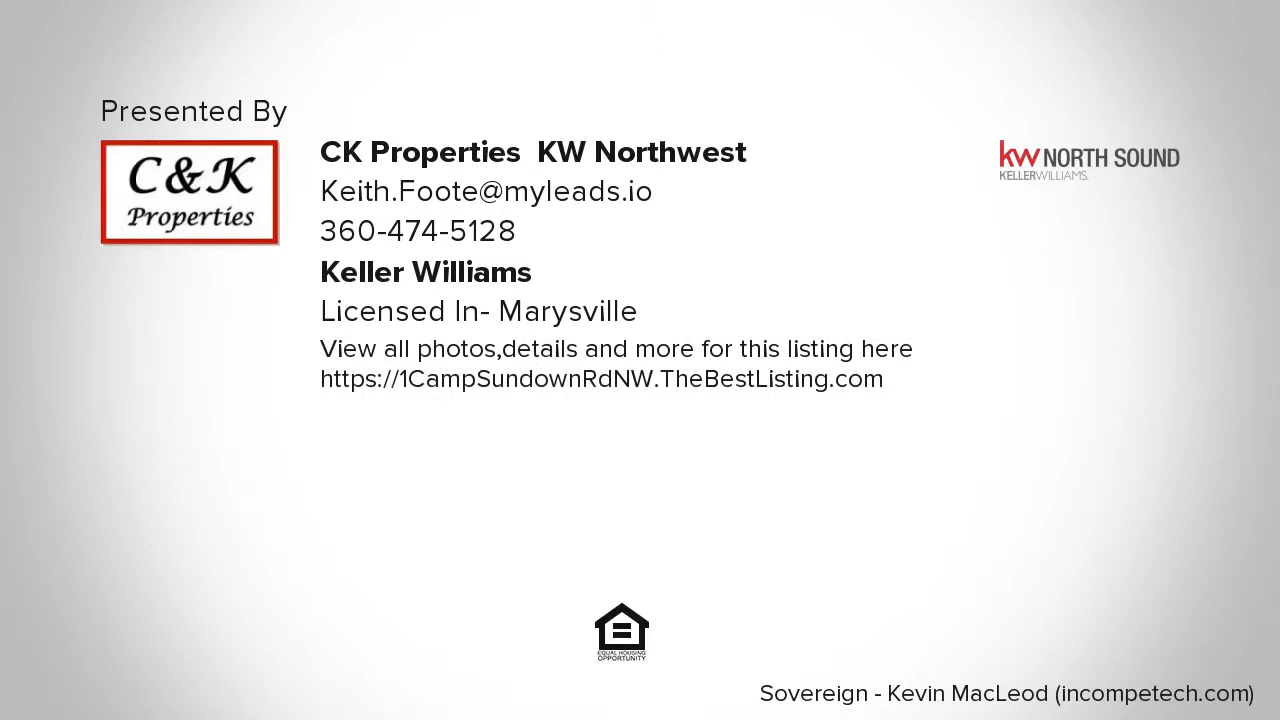 Presented By
C&K
Properties
CK Properties  KW Northwest
Keith.Foote@myleads.io
360-474-5128
Keller Williams
Licensed In- Marysville
View all photos,details and more for this listing here
https://1CampSundownRdNW.TheBestListing.com
kw NORTH SOUND
KELLERWILLIAMS.
EQUAL HOUSING
OPPORTUNITY
Sovereign - Kevin MacLeod (incompetech.com)